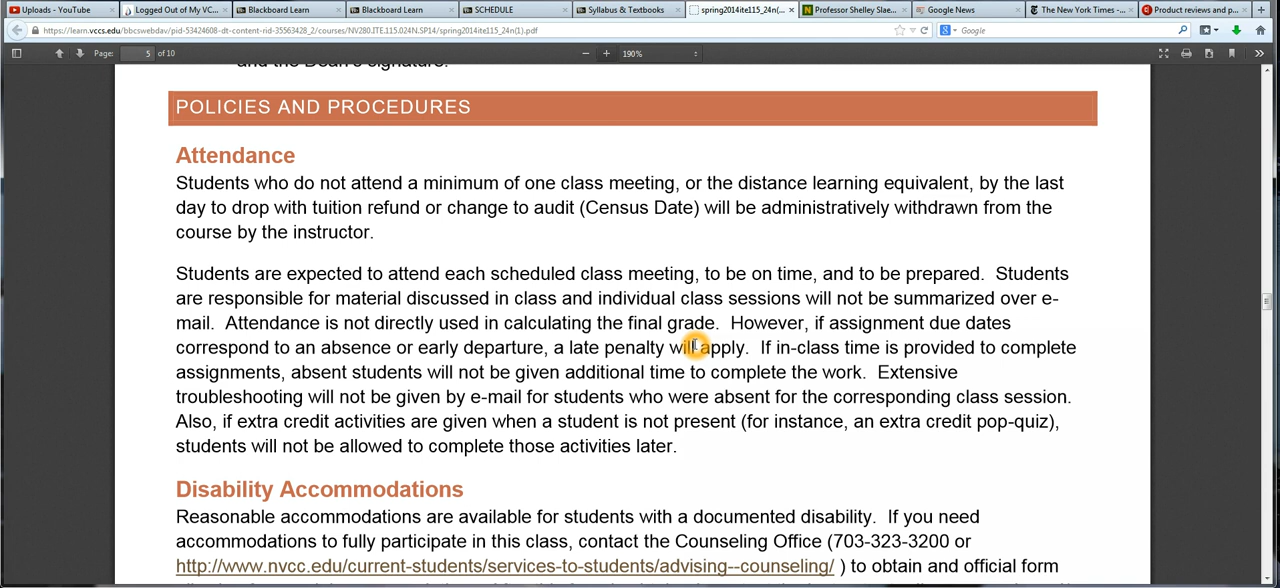 Uploads - YouTube
Logged Out of My VC...
Blackboard Learn
Blackboard Learn
SCHEDULE
Syllabus & Textbooks
spring2014ite115_24n(...
Professor Shelley Slae...
Google News
The New York Times -...
Product reviews and p...
https://learn.vccs.edu/bbcswebdav/pid-53424608-dt-content-rid-35563428_2/courses/NV280.ITE.115.024N.SP14/spring2014ite115_24n(1).pdf
Google
Page: 5 of 10
190%
and the Dean's signature.
POLICIES AND PROCEDURES
Attendance
Students who do not attend a minimum of one class meeting, or the distance learning equivalent, by the last
day to drop with tuition refund or change to audit (Census Date) will be administratively withdrawn from the
course by the instructor.
Students are expected to attend each scheduled class meeting, to be on time, and to be prepared.  Students
are responsible for material discussed in class and individual class sessions will not be summarized over e-
mail.  Attendance is not directly used in calculating the final grade.  However, if assignment due dates
correspond to an absence or early departure, a late penalty will apply.  If in-class time is provided to complete
assignments, absent students will not be given additional time to complete the work.  Extensive
troubleshooting will not be given by e-mail for students who were absent for the corresponding class session.
Also, if extra credit activities are given when a student is not present (for instance, an extra credit pop-quiz),
students will not be allowed to complete those activities later.
Disability Accommodations
Reasonable accommodations are available for students with a documented disability.  If you need
accommodations to fully participate in this class, contact the Counseling Office (703-323-3200 or
http://www.nvcc.edu/current-students/services-to-students/advising--counseling/ ) to obtain and official form